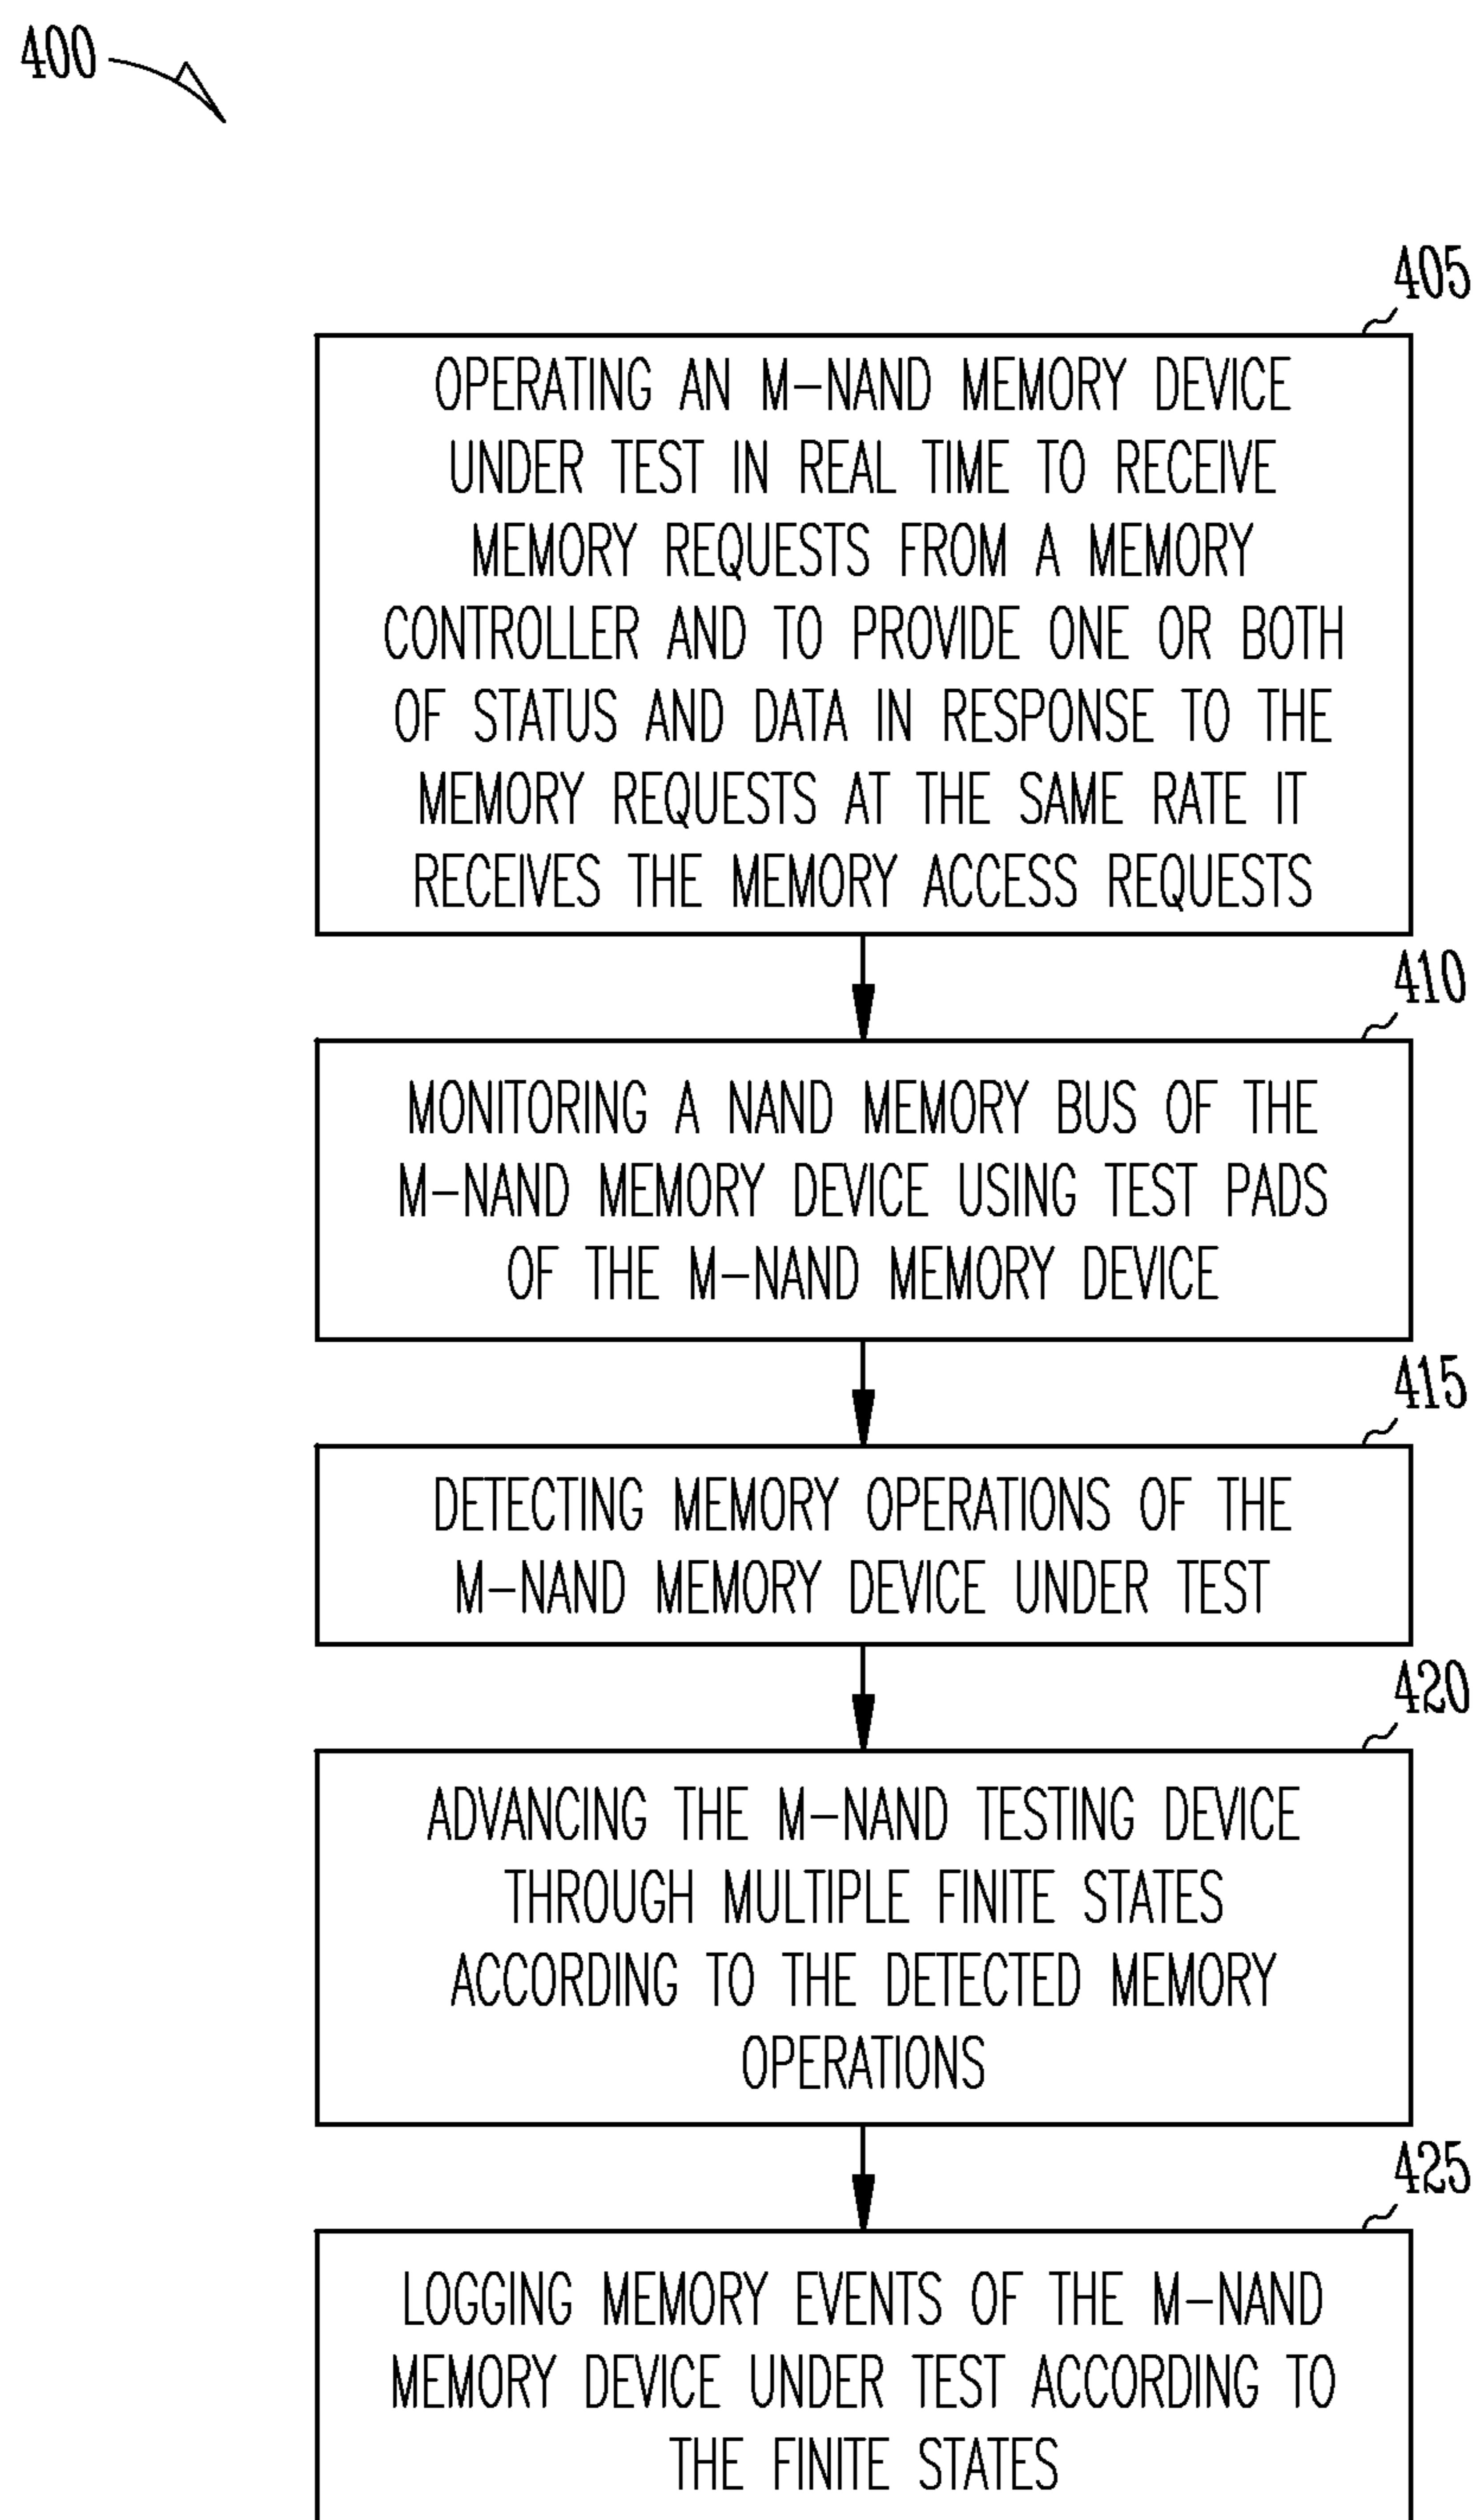 400
405
OPERATING AN M-NAND MEMORY DEVICE
UNDER TEST IN REAL TIME TO RECEIVE
MEMORY REQUESTS FROM A MEMORY
CONTROLLER AND TO PROVIDE ONE OR BOTH
OF STATUS AND DATA IN RESPONSE TO THE
MEMORY REQUESTS AT THE SAME RATE IT
RECEIVES THE MEMORY ACCESS REQUESTS
410
MONITORING A NAND MEMORY BUS OF THE
M-NAND MEMORY DEVICE USING TEST PADS
OF THE M-NAND MEMORY DEVICE
415
DETECTING MEMORY OPERATIONS OF THE
M-NAND MEMORY DEVICE UNDER TEST
420
ADVANCING THE M-NAND TESTING DEVICE
THROUGH MULTIPLE FINITE STATES
ACCORDING TO THE DETECTED MEMORY
OPERATIONS
425
LOGGING MEMORY EVENTS OF THE M-NAND
MEMORY DEVICE UNDER TEST ACCORDING TO
THE FINITE STATES